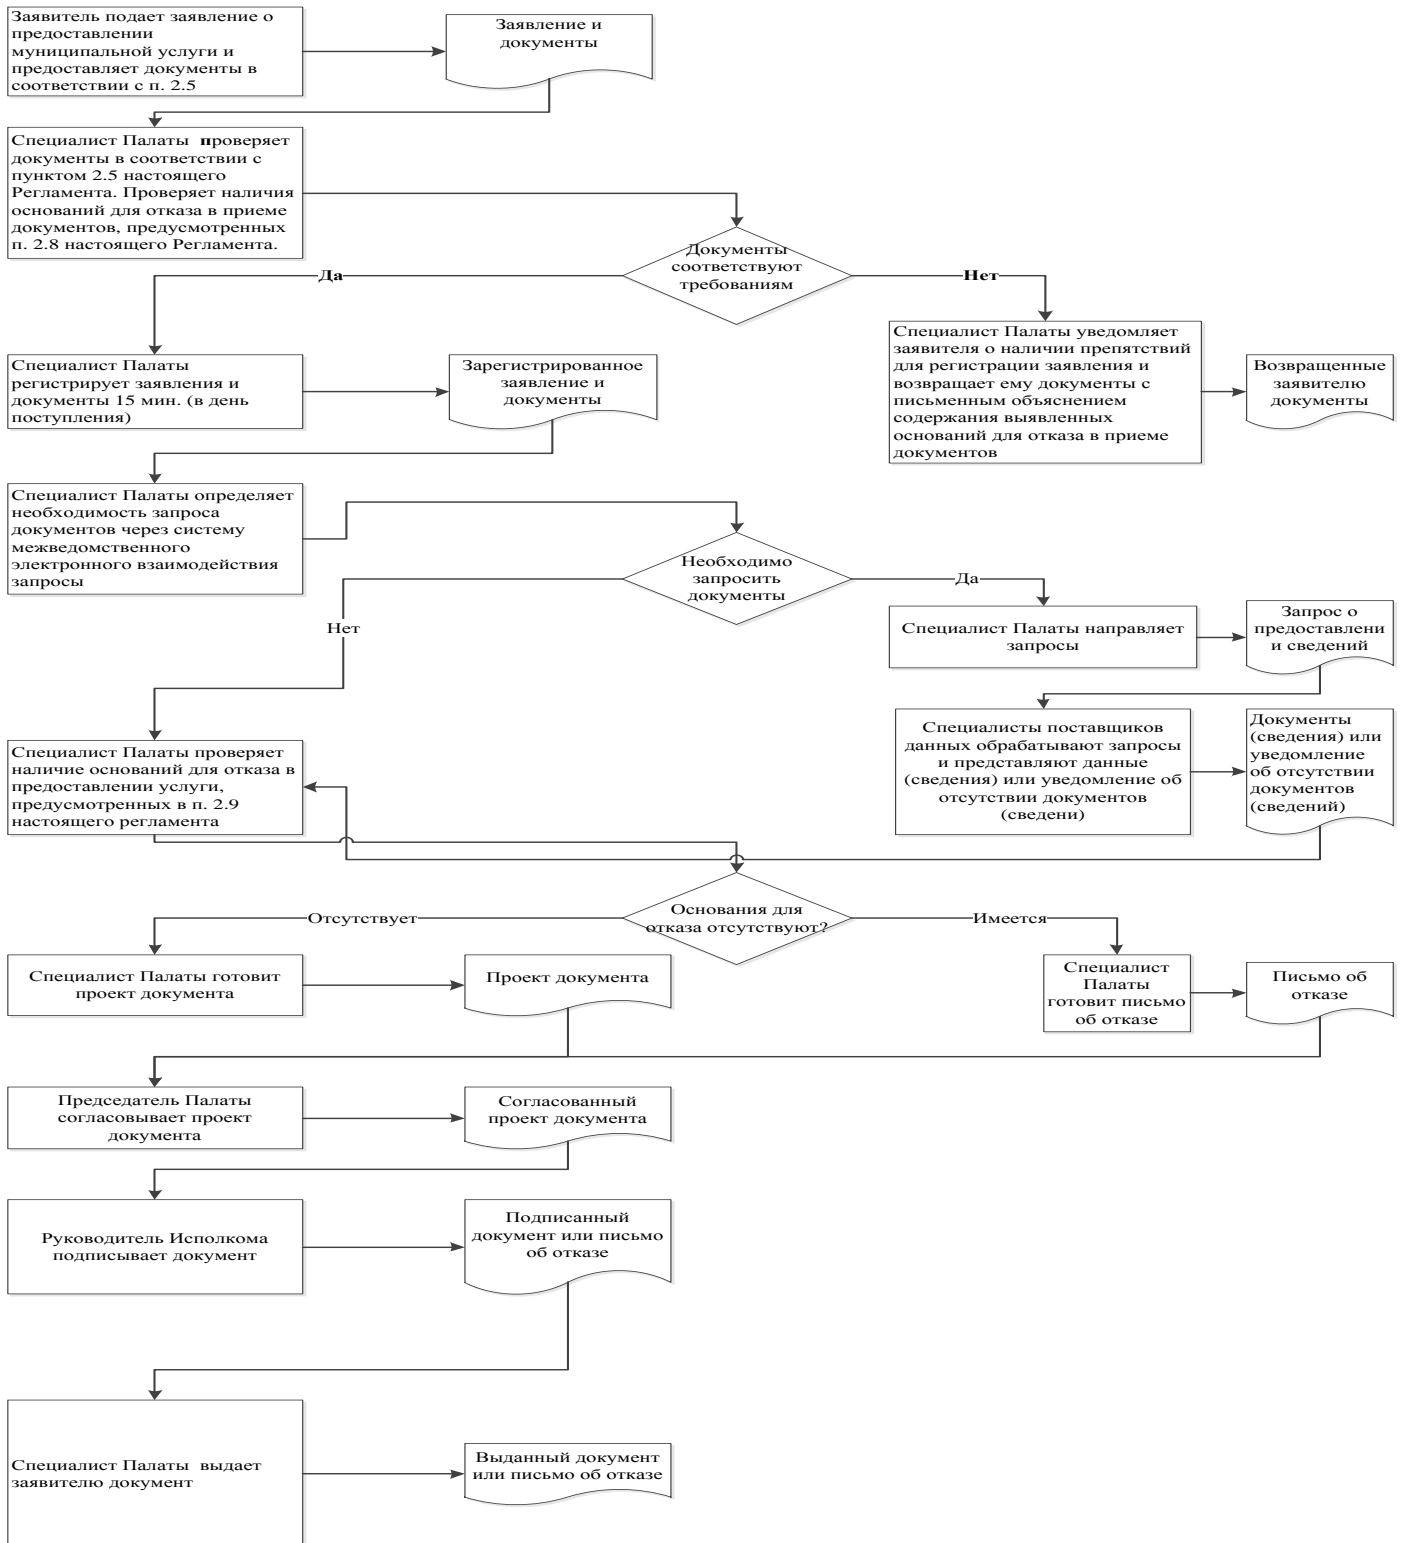 Заявитель подает заявление о
предоставлении
муниципальной услуги и
предоставляет документы в
соответствии с п. 2.5
Заявление и
документы
Специалист Палаты  проверяет
документы в соответствии с
пунктом 2.5 настоящего
Регламента. Проверяет наличия
оснований для отказа в приеме
документов, предусмотренных
п. 2.8 настоящего Регламента.
Документы
соответствуют
требованиям
Да
Нет
Специалист Палаты
регистрирует заявления и
документы 15 мин. (в день
поступления)
Зарегистрированное
заявление и
документы
Специалист Палаты уведомляет
заявителя о наличии препятствий
для регистрации заявления и
возвращает ему документы с
письменным объяснением
содержания выявленных
оснований для отказа в приеме
документов
Возвращенные
заявителю
документы
Специалист Палаты определяет
необходимость запроса
документов через систему
межведомственного
электронного взаимодействия
запросы
Необходимо
запросить
документы
Да
Нет
Специалист Палаты направляет
запросы
Запрос о
предоставлени
и сведений
Специалист Палаты проверяет
наличие оснований для отказа в
предоставлении услуги,
предусмотренных в п. 2.9
настоящего регламента
Специалисты поставщиков
данных обрабатывают запросы
и представляют данные
(сведения) или уведомление об
отсутствии документов
(сведени)
Документы
(сведения) или
уведомление
об отсутствии
документов
(сведений)
Основания для
отказа отсутствуют?
Отсутствует
Имеется
Специалист Палаты готовит
проект документа
Проект документа
Специалист
Палаты
готовит письмо
об отказе
Письмо об
отказе
Председатель Палаты
согласовывает проект
документа
Согласованный
проект документа
Руководитель Исполкома
подписывает документ
Подписанный
документ или письмо
об отказе
Специалист Палаты  выдает
заявителю документ
Выданный документ
или письмо об отказе